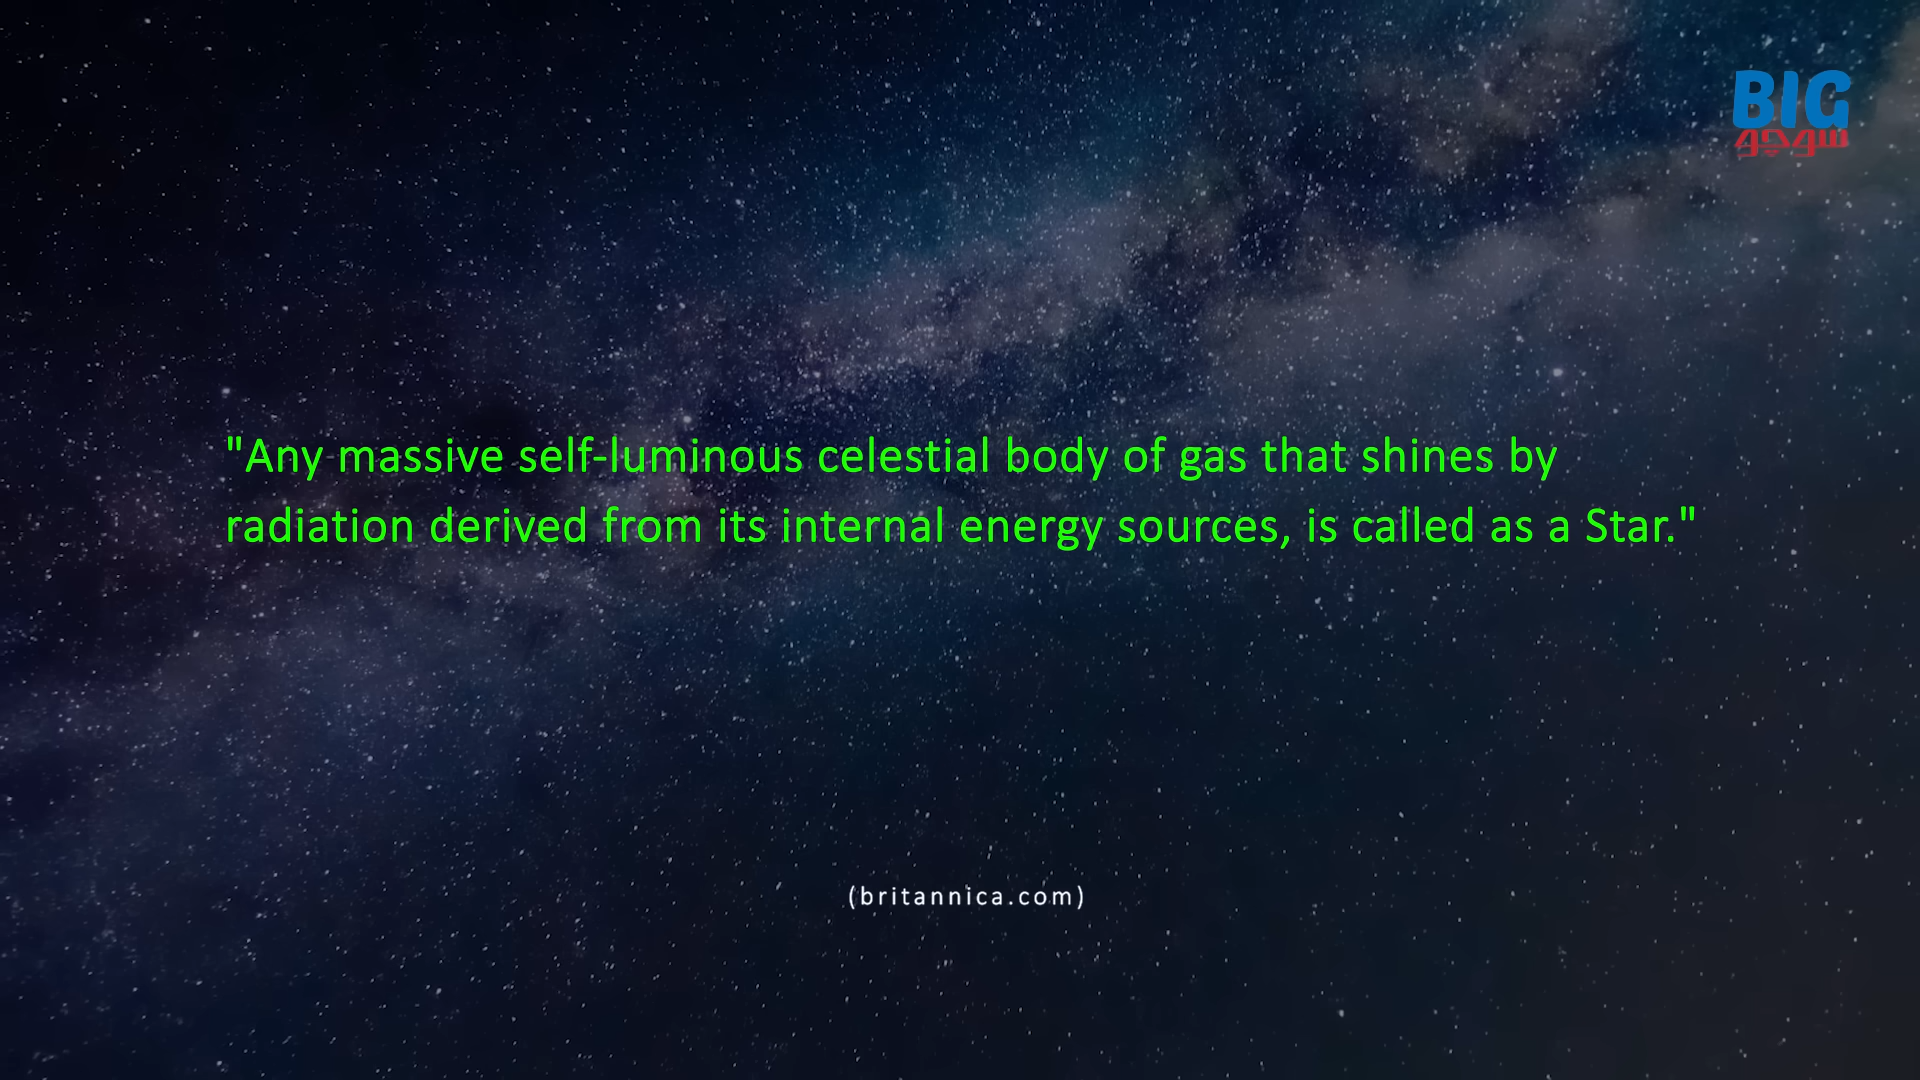 BIG
سوچو
"Any massive self-luminous celestial body of gas that shines by
radiation derived from its internal energy sources, is called as a Star."
(britannica.com)